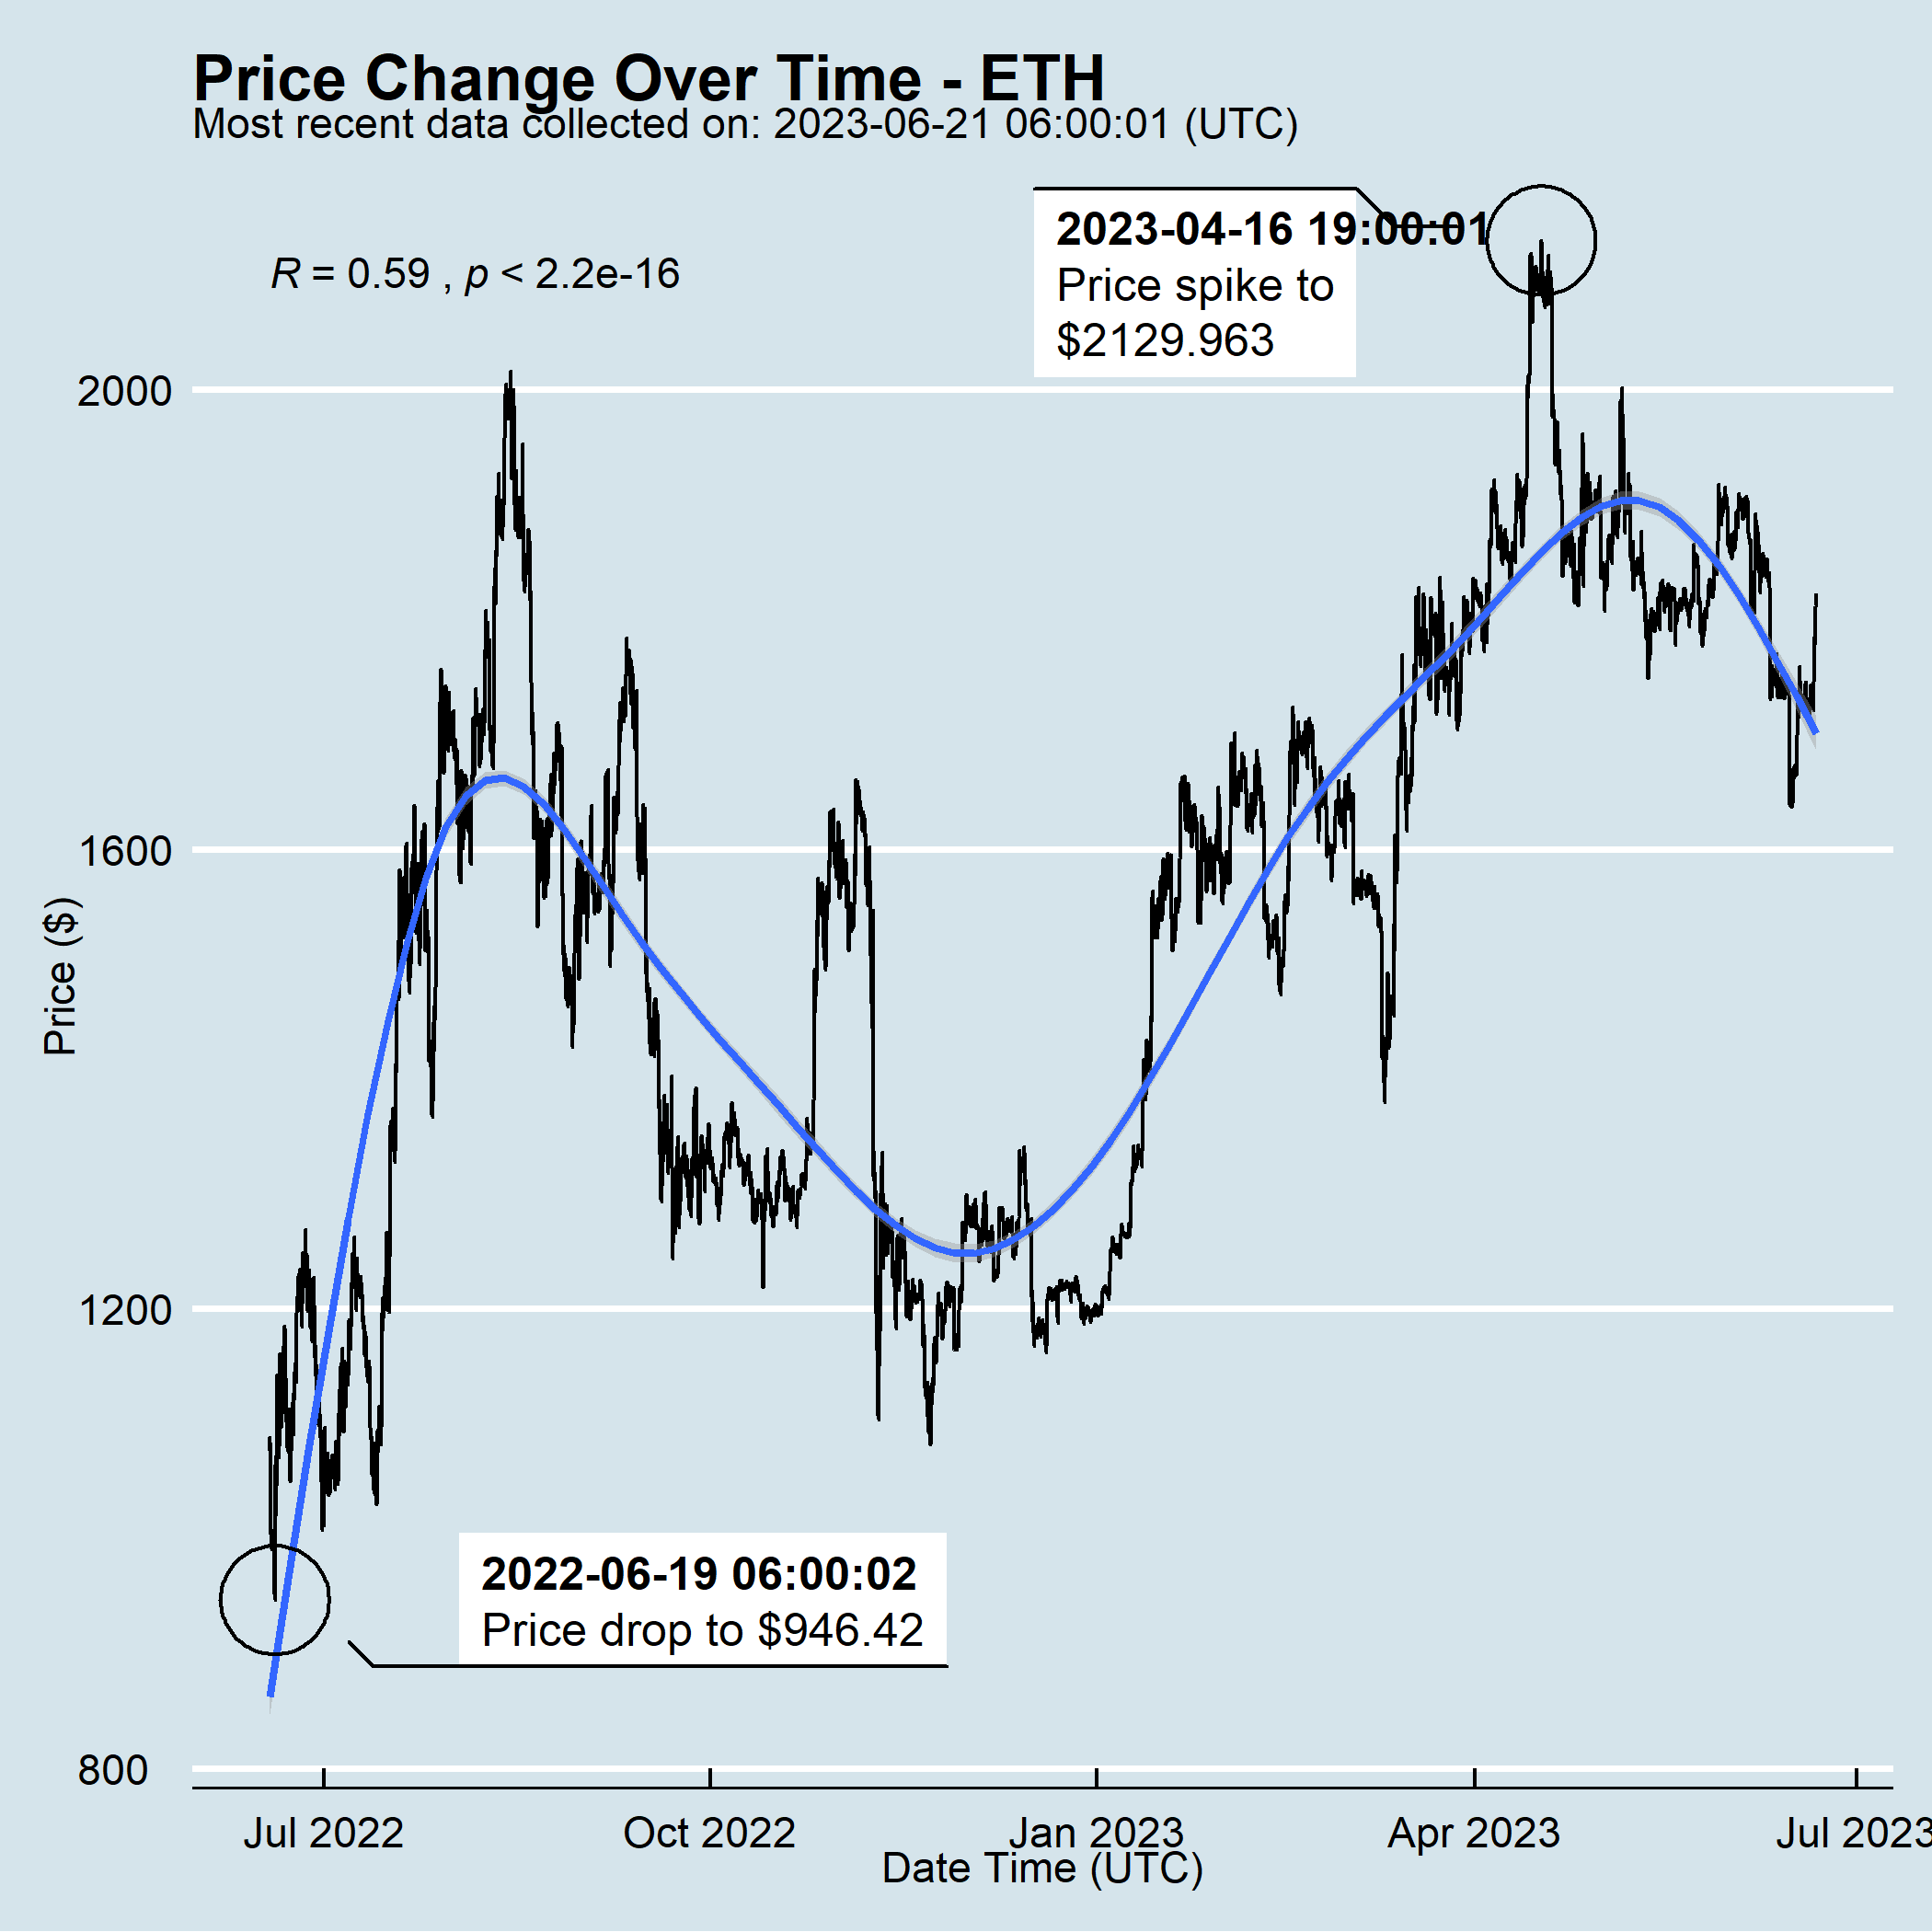 Price Change Over Time - ETH
Most recent data collected on: 2023-06-21 06:00:01 (UTC)
2023-04-16 19:00:01
Price spike to
$2129.963
R = 0.59 , p < 2.2e-16
2000
1600
1200
800
Price ($)
2022-06-19 06:00:02
Price drop to $946.42
Jul 2022
Oct 2022
Jan 2023
Apr 2023
Jul 2023
Date Time (UTC)